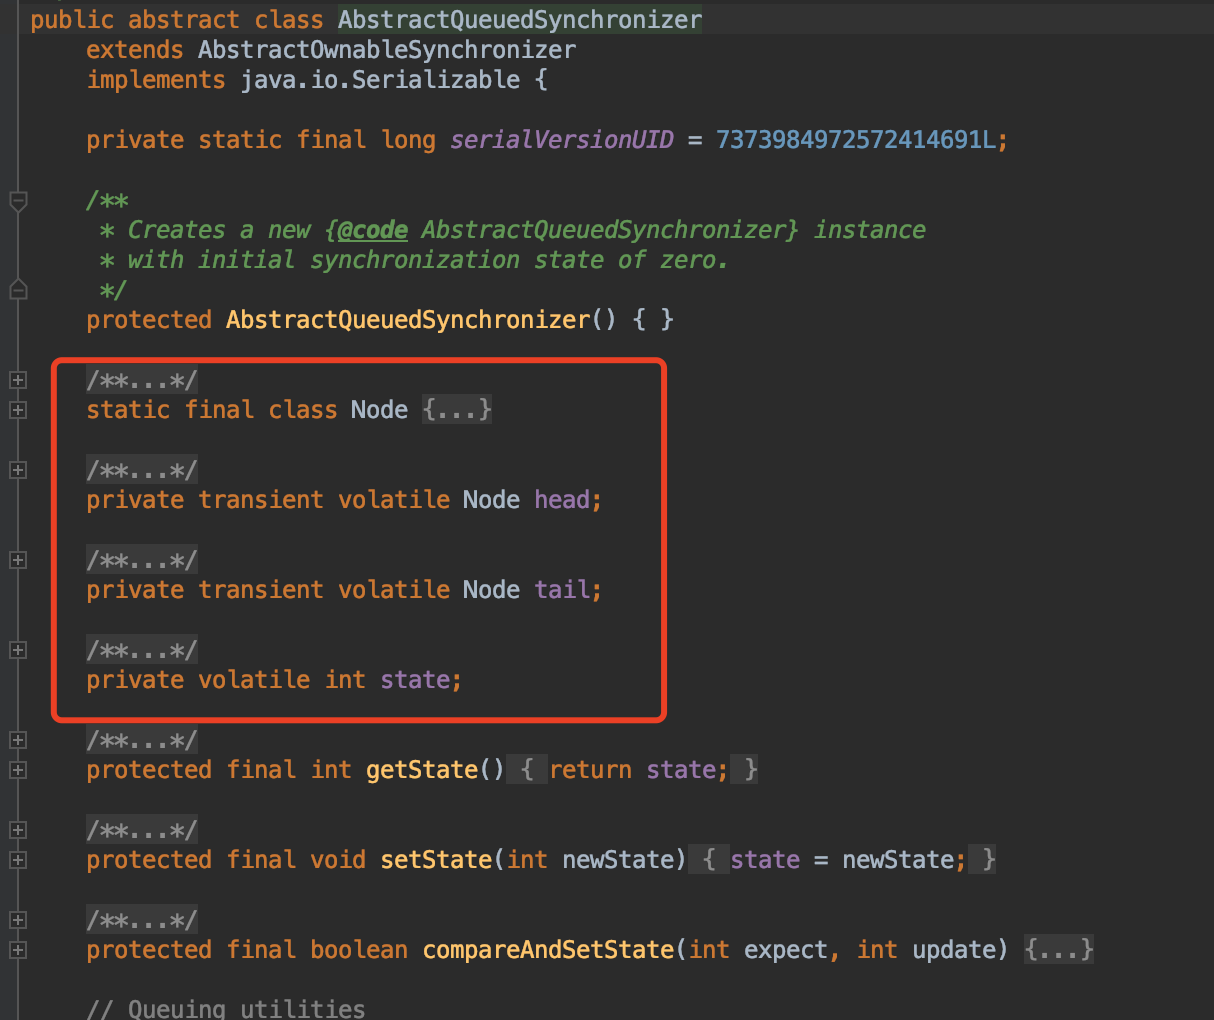 public abstract class AbstractQueuedSynchronizer
    extends AbstractOwnableSynchronizer
    implements java.io.Serializable {
    private static final long serialVersionUID = 7373984972572414691L;
    /**
     * Creates a new {@code AbstractQueuedSynchronizer} instance
     * with initial synchronization state of zero.
     */
    protected AbstractQueuedSynchronizer() { }
    /**...*/
    static final class Node {...}
    /**...*/
    private transient volatile Node head;
    /**...*/
    private transient volatile Node tail;
    /**...*/
    private volatile int state;
    /**...*/
    protected final int getState() { return state; }
    /**...*/
    protected final void setState(int newState) { state = newState; }
    /**...*/
    protected final boolean compareAndSetState(int expect, int update) {...}
    // Queuing utilities